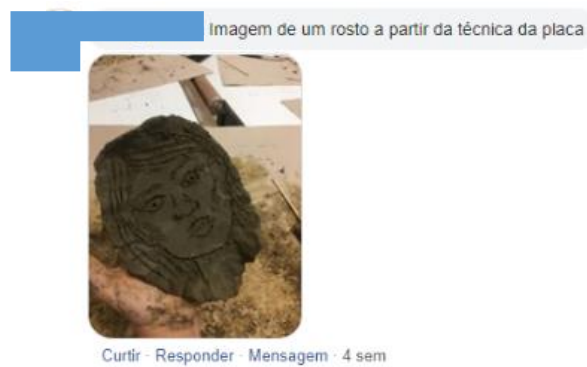 Imagem de um rosto a partir da técnica da placa
Curtir · Responder · Mensagem · 4 sem